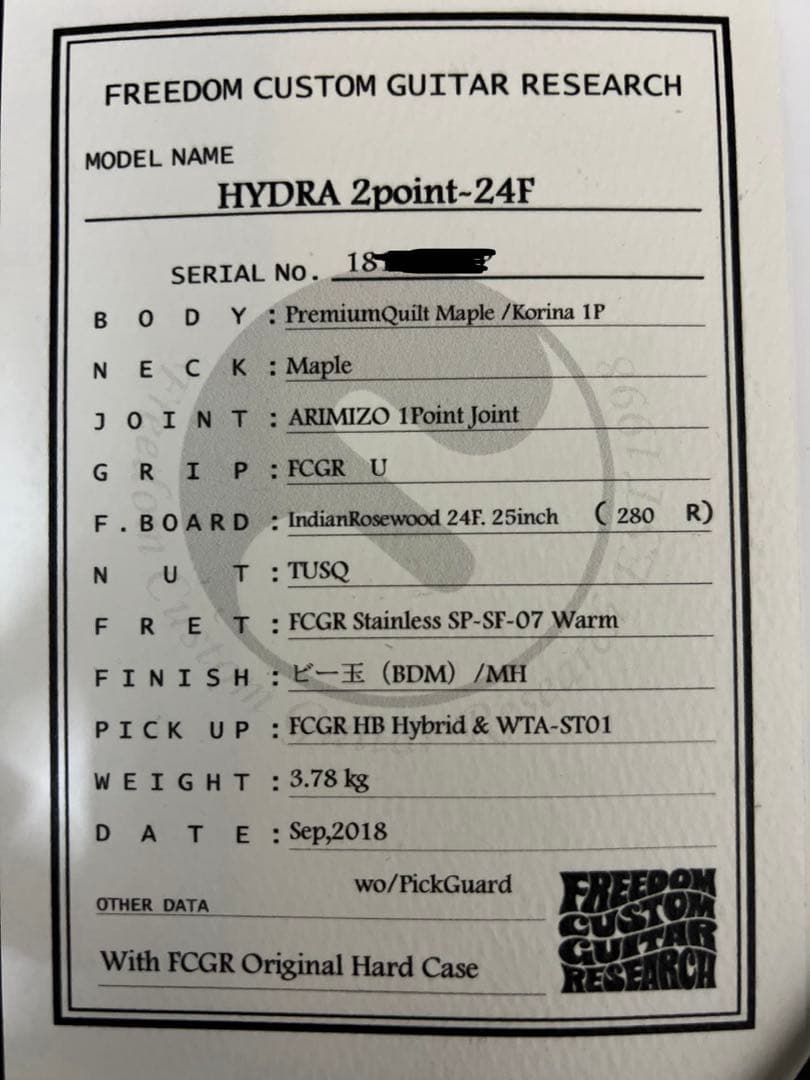 FREEDOM CUSTOM GUITAR RESEARCH
MODEL NAME
HYDRA 2point~24F
SERIAL No. 18
BODY : PremiumQuilt Maple /Korina 1P
NECK : Maple
JOINT : ARIMIZO 1Point Joint
GRIP : FCGR U
F.BOARD : IndianRosewood 24F. 25inch ( 280 R)
NUT : TUSQ
FRET : FCGR Stainless SP-SF-07 Warm
FINISH : ビー玉 (BDM) /MH
PICK UP : FCGR HB Hybrid & WTA-ST01
WEIGHT : 3.78 kg
DATE : Sep,2018
wo/PickGuard
OTHER DATA
With FCGR Original Hard Case
FREEDOM
CUSTOM
GUITAR
RESEARCH